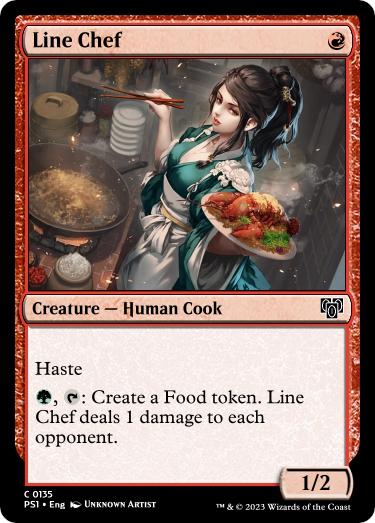 Line Chef
Creature — Human Cook
Haste
, : Create a Food token. Line
Chef deals 1 damage to each
opponent.
1/2
C 0135
PS1 • Eng Unknown Artist
™ & © 2023 Wizards of the Coast